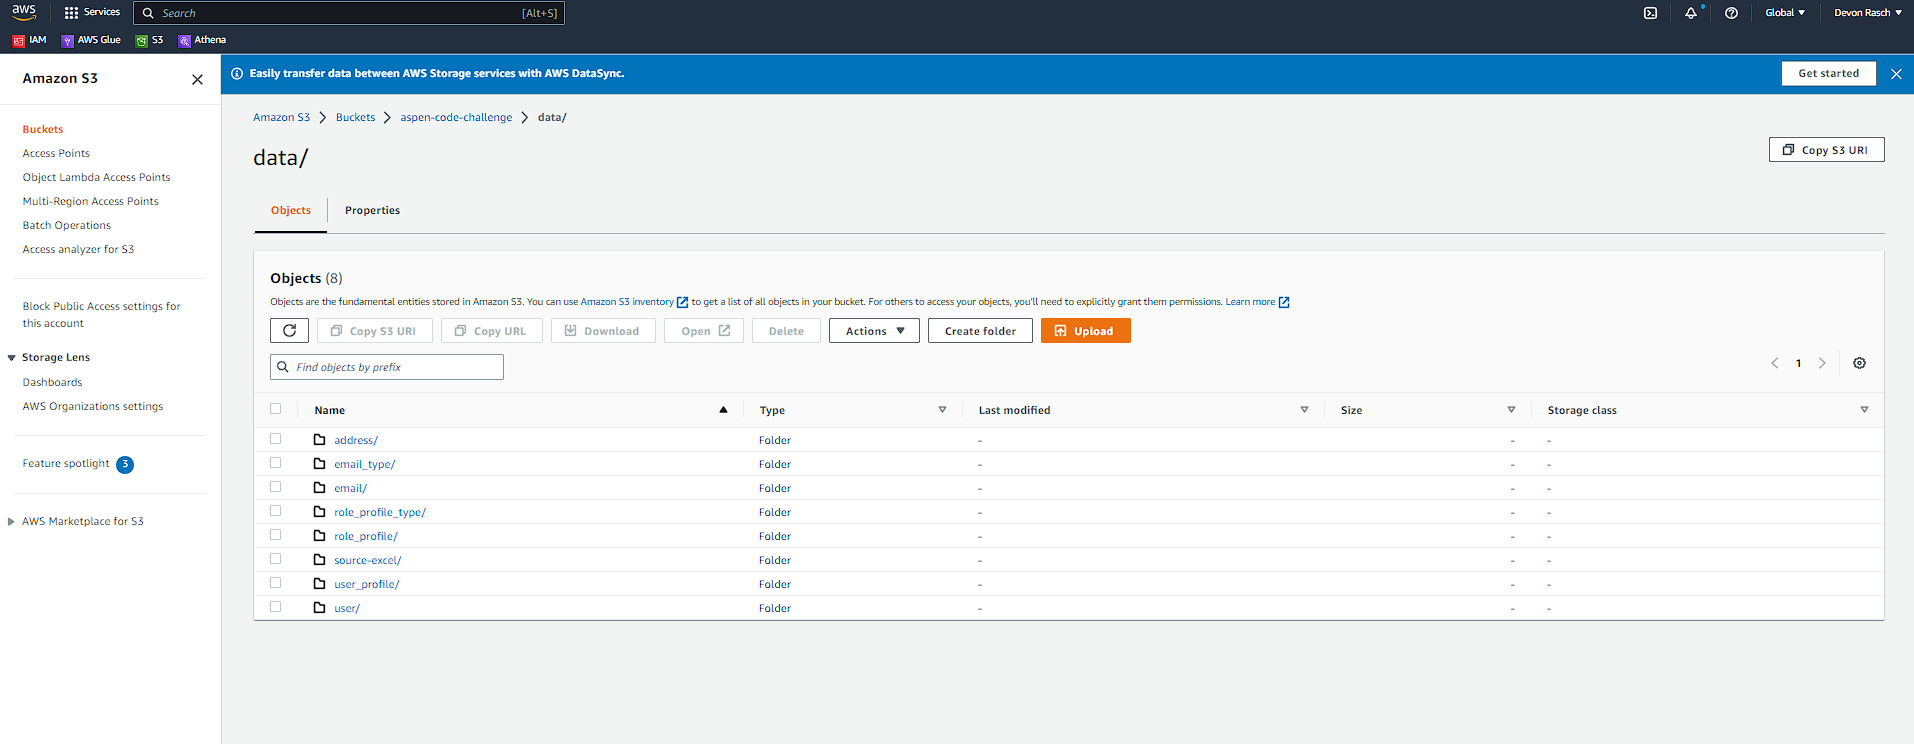 aws Services Search [Alt+S] Global Devon Rasch
IAM AWS Glue S3 Athena
Amazon S3
Easily transfer data between AWS Storage services with AWS DataSync. Get started
Buckets
Access Points
Object Lambda Access Points
Multi-Region Access Points
Batch Operations
Access analyzer for S3
Block Public Access settings for
this account
Storage Lens
Dashboards
AWS Organizations settings
Feature spotlight 3
AWS Marketplace for S3
Amazon S3 Buckets aspen-code-challenge data/
data/
Copy S3 URI
Objects Properties
Objects (8)
Objects are the fundamental entities stored in Amazon S3. You can use Amazon S3 inventory to get a list of all objects in your bucket. For others to access your objects, you'll need to explicitly grant them permissions. Learn more
Copy S3 URI Copy URL Download Open Delete Actions Create folder Upload
Find objects by prefix 1
Name Type Last modified Size Storage class
address/ Folder - - -
email_type/ Folder - - -
email/ Folder - - -
role_profile_type/ Folder - - -
role_profile/ Folder - - -
source-excel/ Folder - - -
user_profile/ Folder - - -
user/ Folder - - -